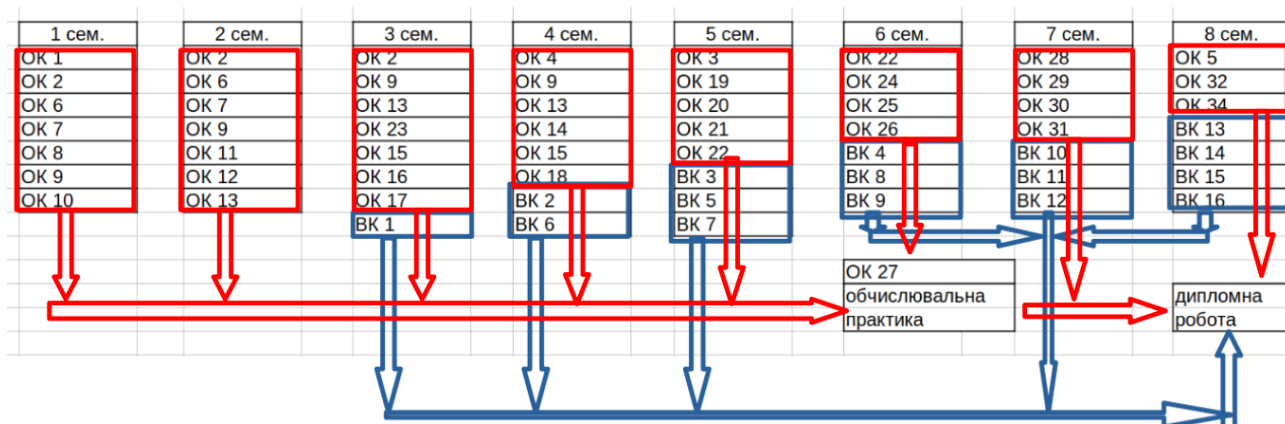 1 сем.
ОК 1
ОК 2
ОК 6
ОК 7
ОК 8
ОК 9
ОК 10
2 сем.
ОК 2
ОК 6
ОК 7
ОК 9
ОК 11
ОК 12
ОК 13
3 сем.
ОК 2
ОК 9
ОК 13
ОК 23
ОК 15
ОК 16
ОК 17
ВК 1
4 сем.
ОК 4
ОК 9
ОК 13
ОК 14
ОК 15
ОК 18
ВК 2
ВК 6
5 сем.
ОК 3
ОК 19
ОК 20
ОК 21
ОК 22
ВК 3
ВК 5
ВК 7
6 сем.
ОК 22
ОК 24
ОК 25
ОК 26
ВК 4
ВК 8
ВК 9
ОК 27
обчислювальна
практика
7 сем.
ОК 28
ОК 29
ОК 30
ОК 31
ВК 10
ВК 11
ВК 12
8 сем.
ОК 5
ОК 32
ОК 34
ВК 13
ВК 14
ВК 15
ВК 16
дипломна
робота